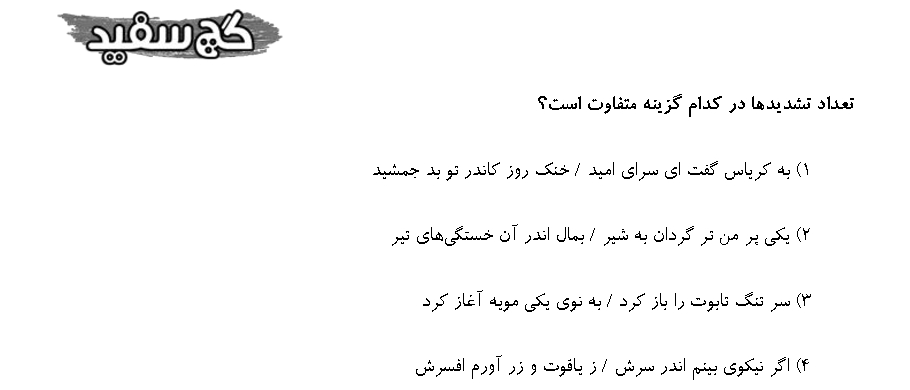 گچ سفید
تعداد تشدیدها در کدام گزینه متفاوت است؟
۱) به کریاس گفت ای سرای امید / خنک روز کاندر تو بد جمشید
۲) یکی پر من تر گردان به شیر / بمال اندر آن خستگی‌های تیر
۳) سر تنگ تابوت را باز کرد / به نوی یکی مویه آغاز کرد
۴) اگر نیکوی بینم اندر سرش / ز یاقوت و زر آورم افسرش